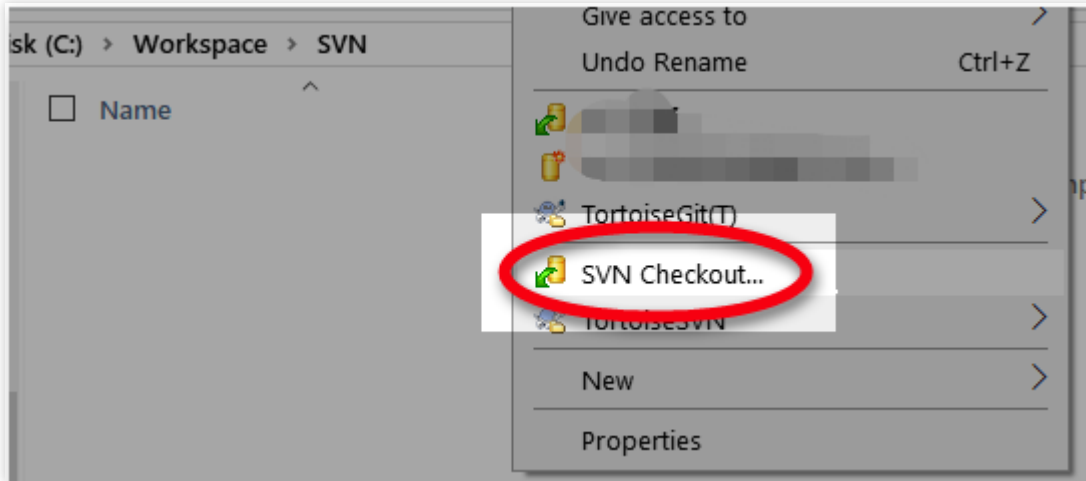 Give access to
isk (C:) > Workspace > SVN
Undo Rename Ctrl+Z
Name
TortoiseGit(T)
SVN Checkout...
TortoiseSVN
New
Properties